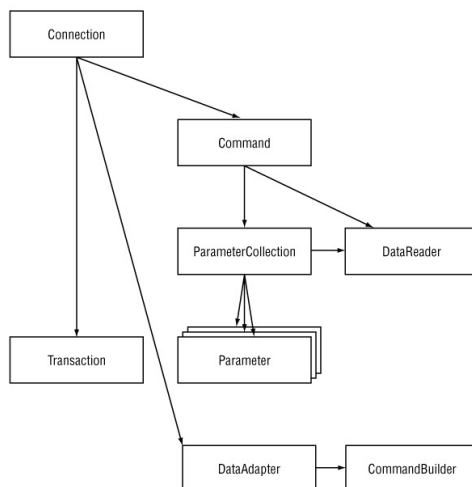 Connection
Command
ParameterCollection
DataReader
Transaction
Parameter
DataAdapter
CommandBuilder